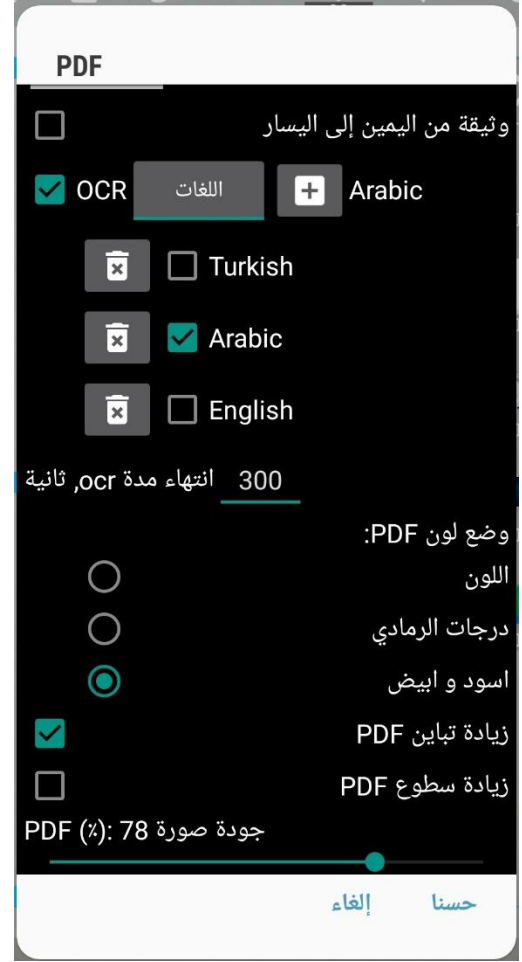 PDF
وثيقة من اليمين إلى اليسار
OCR اللغات Arabic
Turkish
Arabic
English
300 انتهاء مدة ocr, ثانية
وضع لون PDF:
اللون
درجات الرمادي
اسود و ابيض
زيادة تباين PDF
زيادة سطوع PDF
جودة صورة PDF (٪): 78
حسنا إلغاء